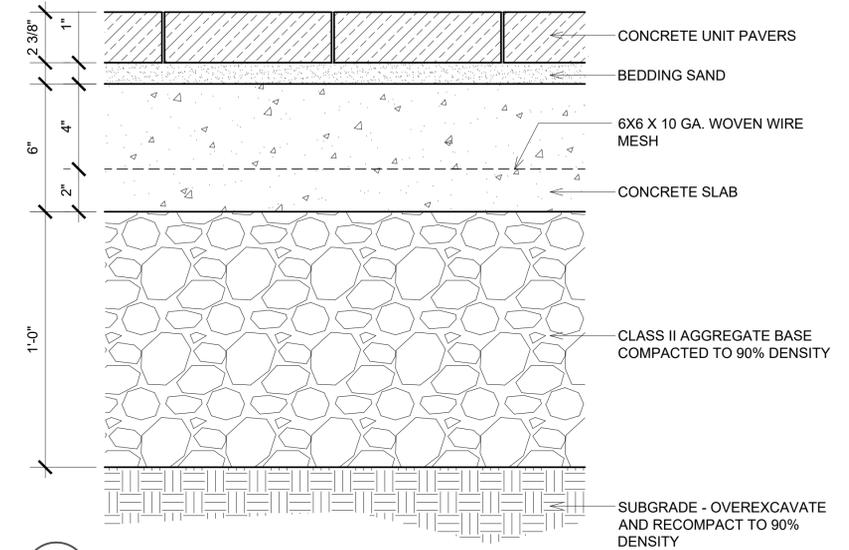 2 3/8"
1"
CONCRETE UNIT PAVERS
BEDDING SAND
6"
4"
6X6 X 10 GA. WOVEN WIRE
MESH
2"
CONCRETE SLAB
1'-0"
CLASS II AGGREGATE BASE
COMPACTED TO 90% DENSITY
SUBGRADE - OVEREXCAVATE
AND RECOMPACT TO 90%
DENSITY